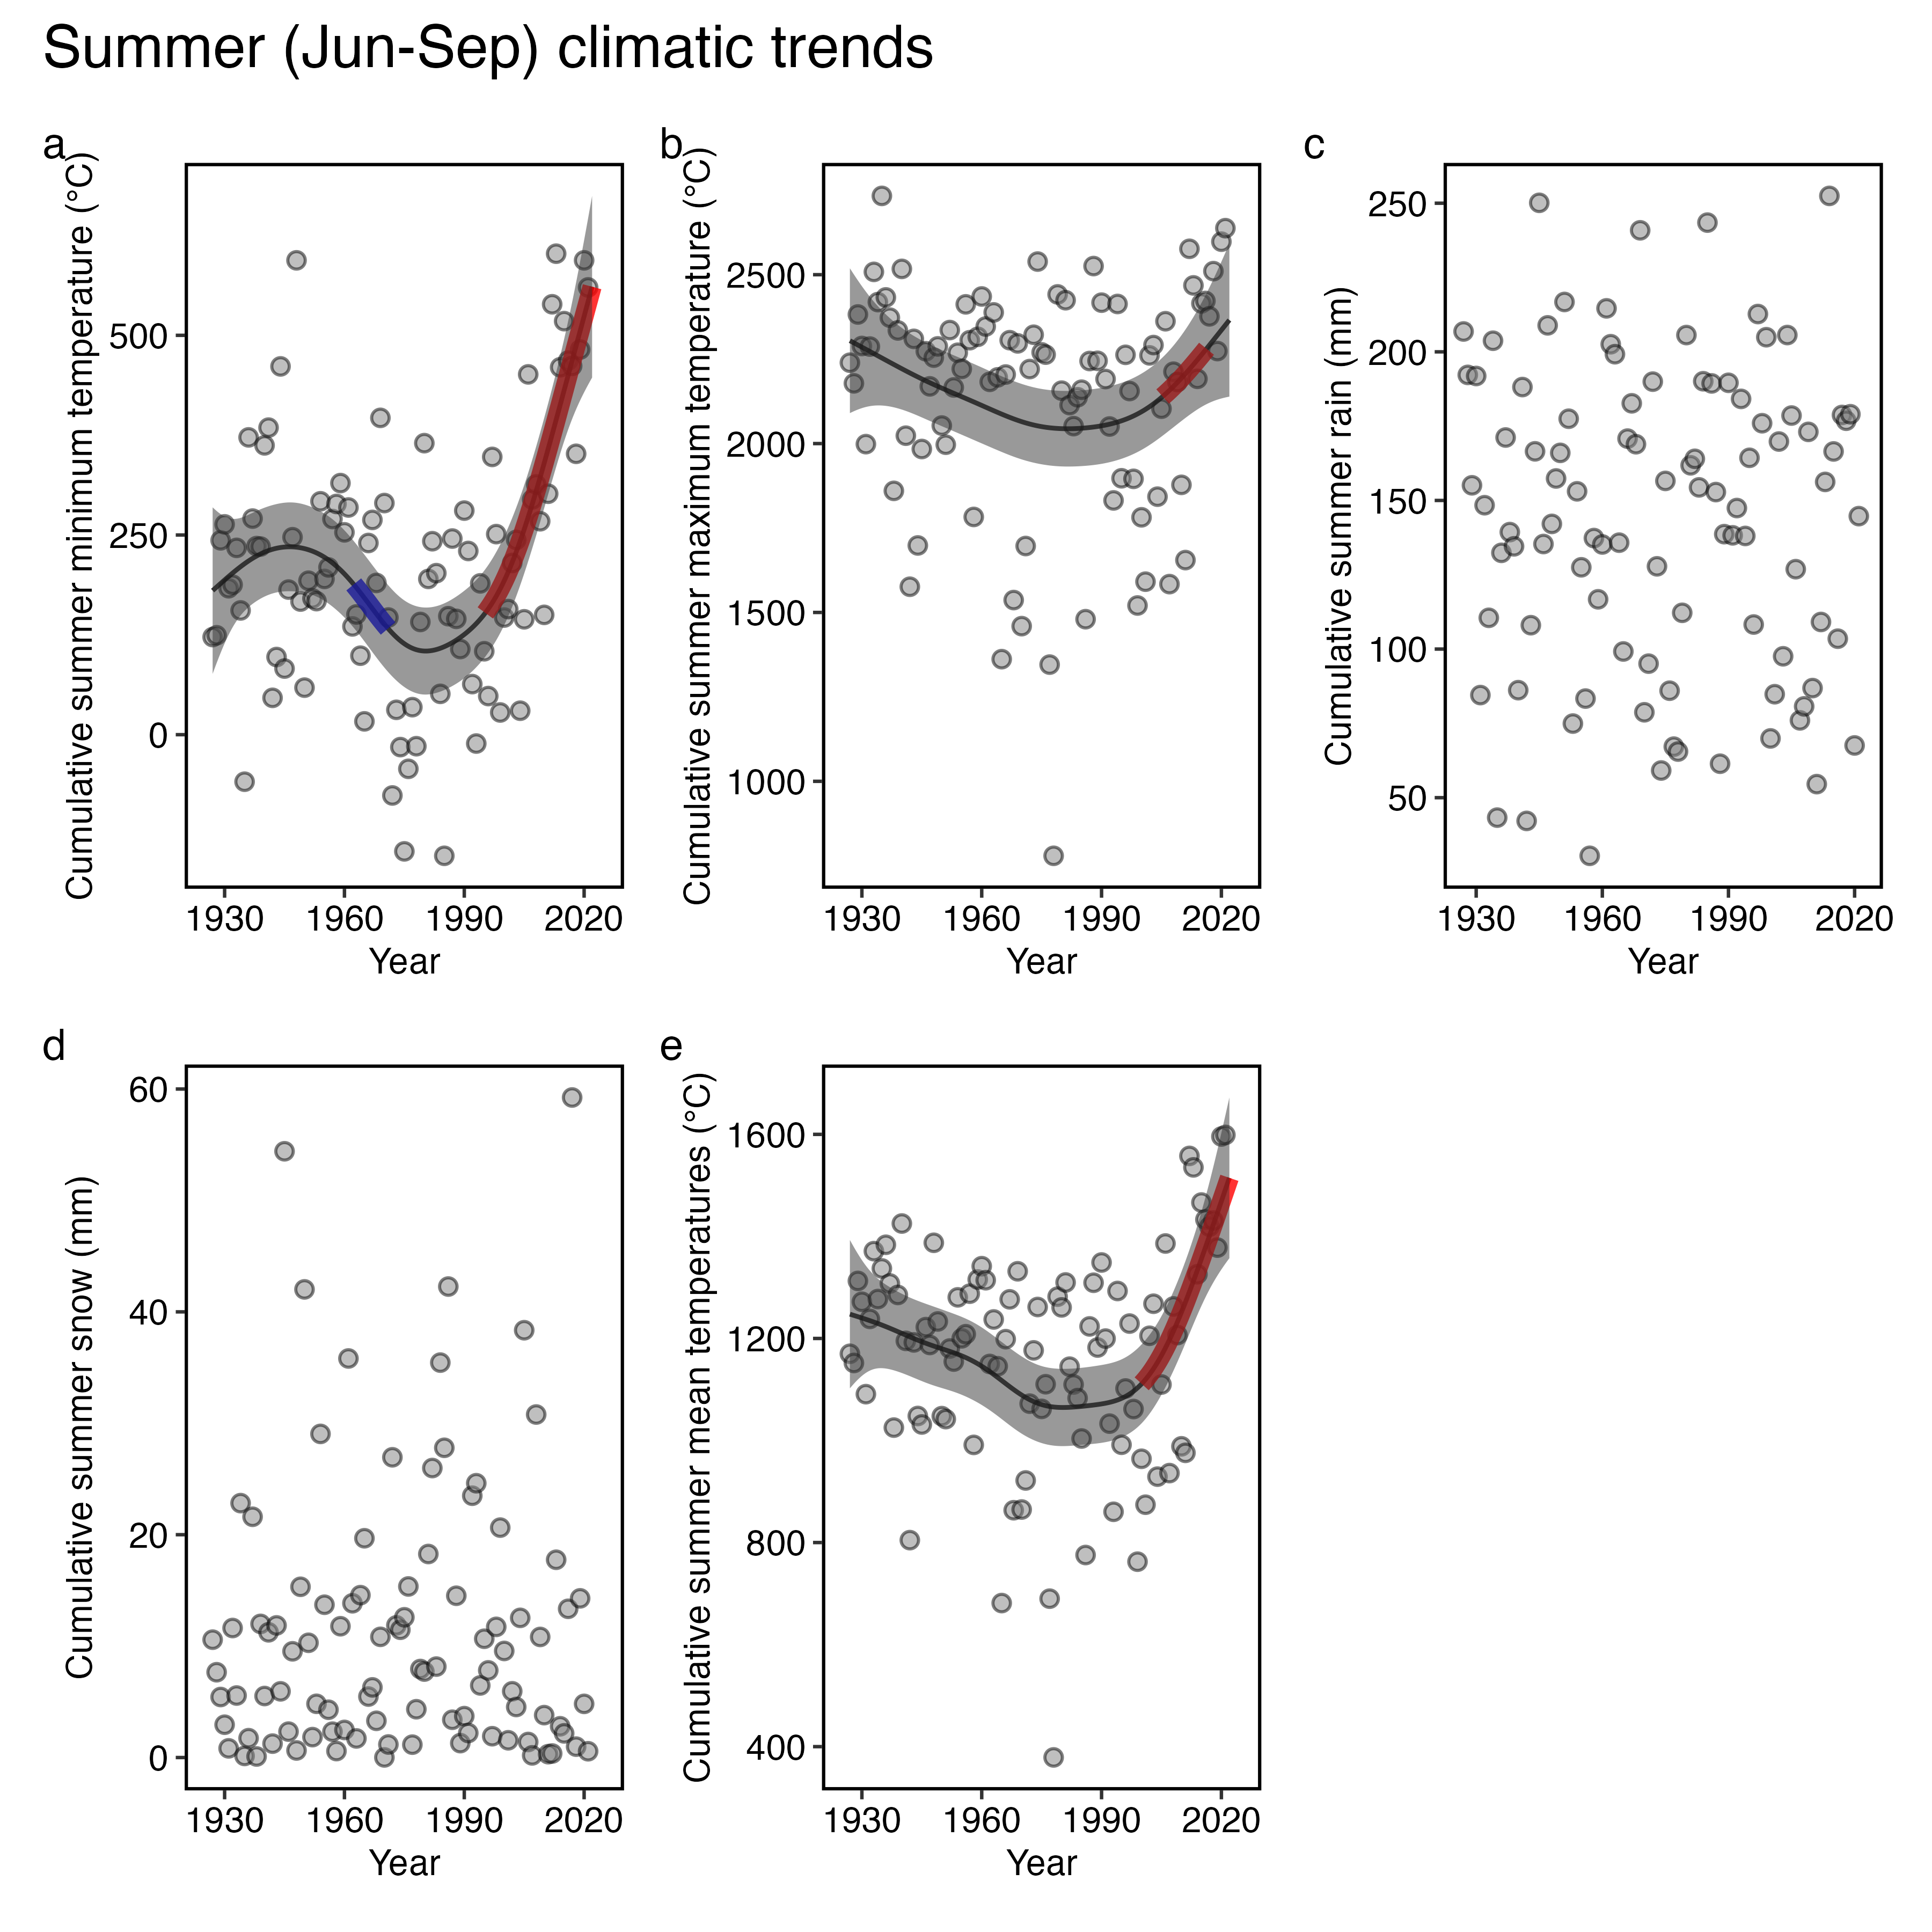 Summer (Jun-Sep) climatic trends
a
Cumulative summer minimum temperature (°C)
500
250
0
1930 1960 1990 2020
Year
b
Cumulative summer maximum temperature (°C)
2500
2000
1500
1000
1930 1960 1990 2020
Year
c
Cumulative summer rain (mm)
250
200
150
100
50
1930 1960 1990 2020
Year
d
Cumulative summer snow (mm)
60
40
20
0
1930 1960 1990 2020
Year
e
Cumulative summer mean temperatures (°C)
1600
1200
800
400
1930 1960 1990 2020
Year